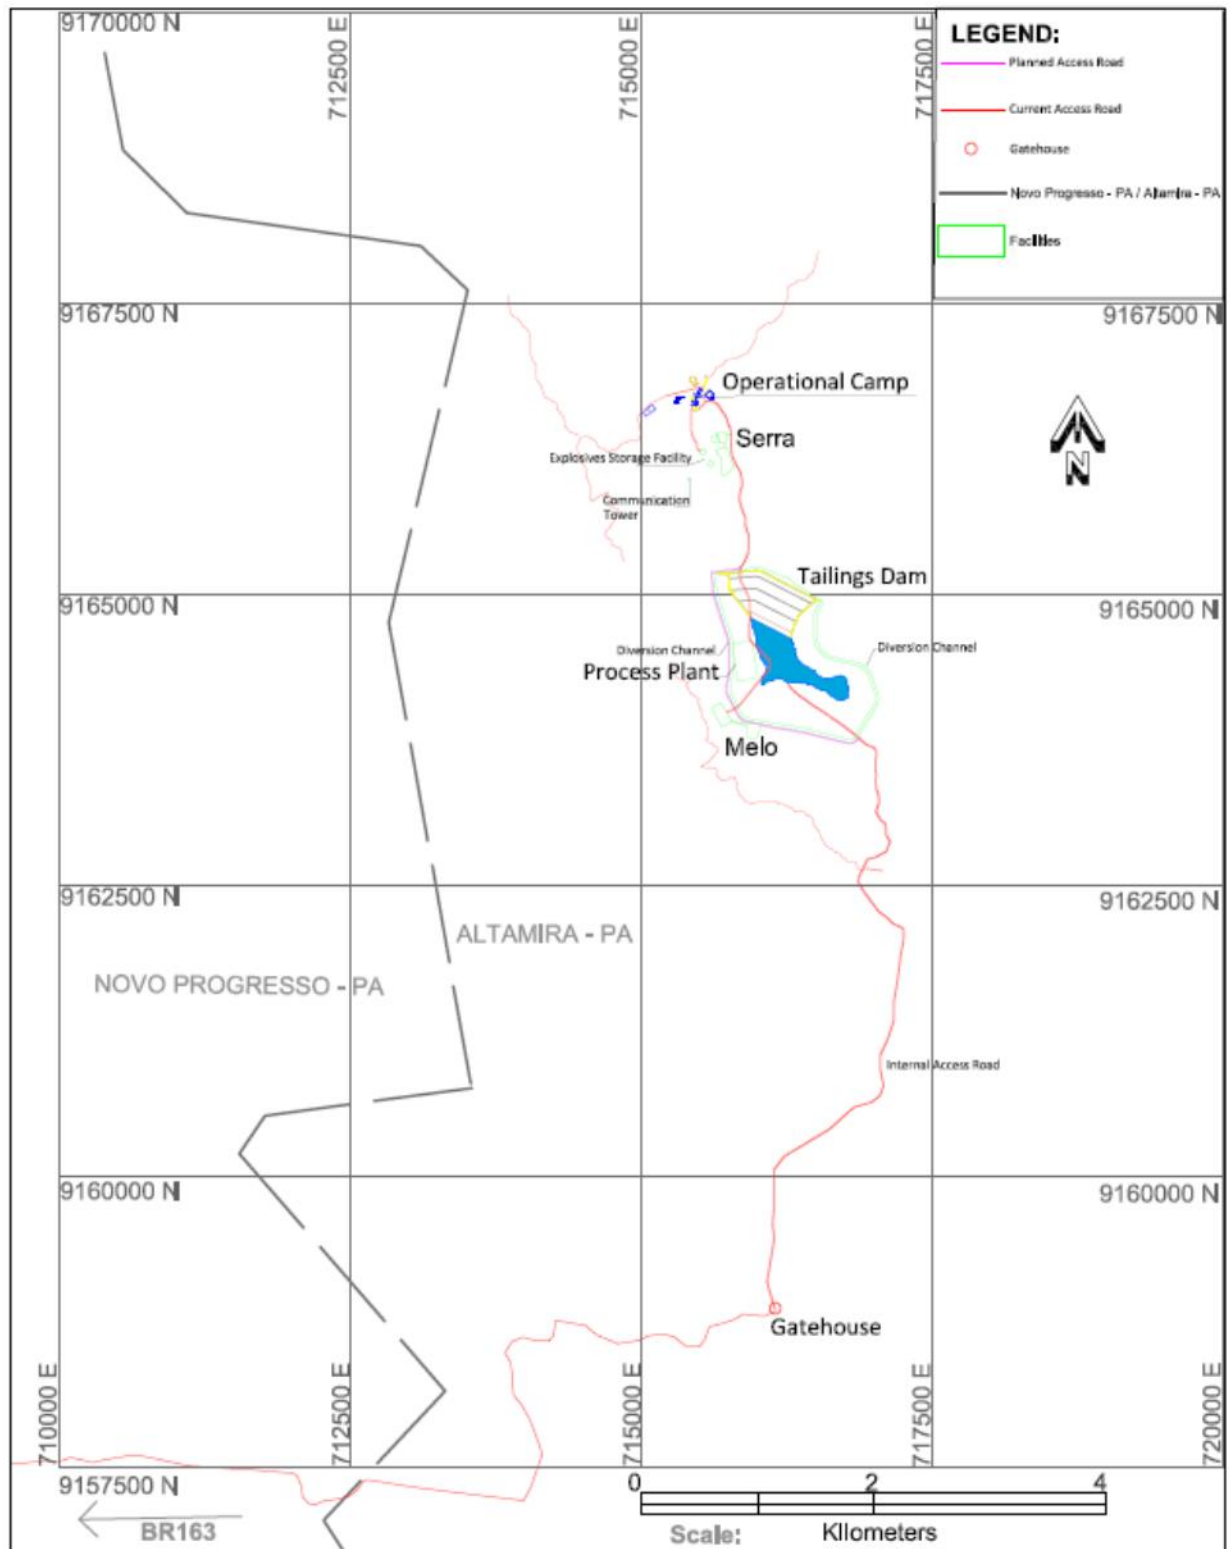 9170000 N
712500 E
715000 E
717500 E
LEGEND:
Planned Access Road
Current Access Road
Gatehouse
Novo Progresso - PA / Altamira - PA
Facilities
9167500 N
9167500 N
Operational Camp
Serra
Explosives Storage Facility
Communication
Tower
N
Tailings Dam
9165000 N
9165000 N
Diversion Channel
Diversion Channel
Process Plant
Melo
9162500 N
9162500 N
ALTAMIRA - PA
NOVO PROGRESSO - PA
Internal Access Road
9160000 N
9160000 N
Gatehouse
710000 E
712500 E
715000 E
717500 E
720000 E
9157500 N
0
2
4
BR163
Scale:
Kilometers